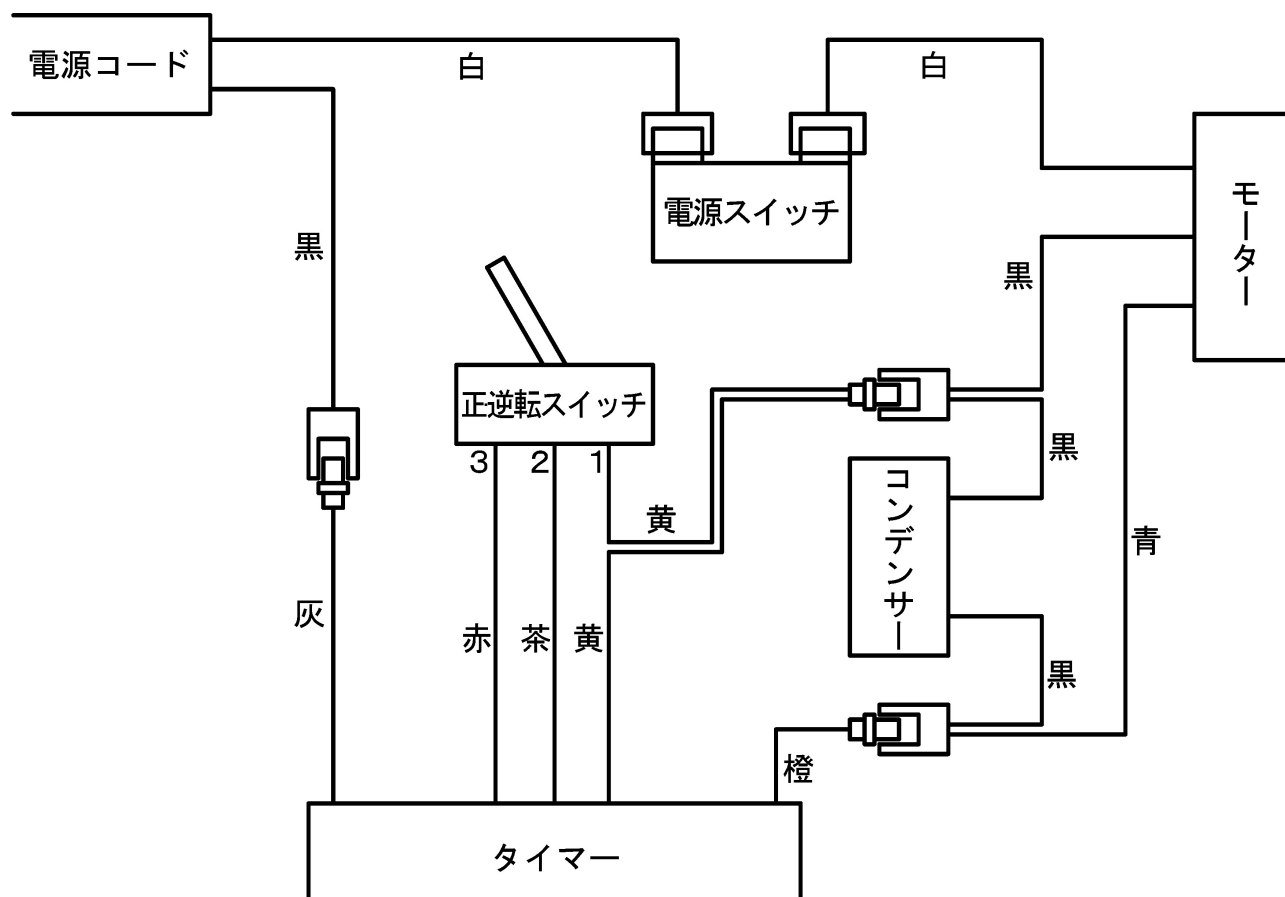 電源コード
白
白
電源スイッチ
モーター
黒
黒
正逆転スイッチ
3
2
1
黒
黄
コンデンサー
青
灰
赤
茶
黄
黒
橙
タイマー